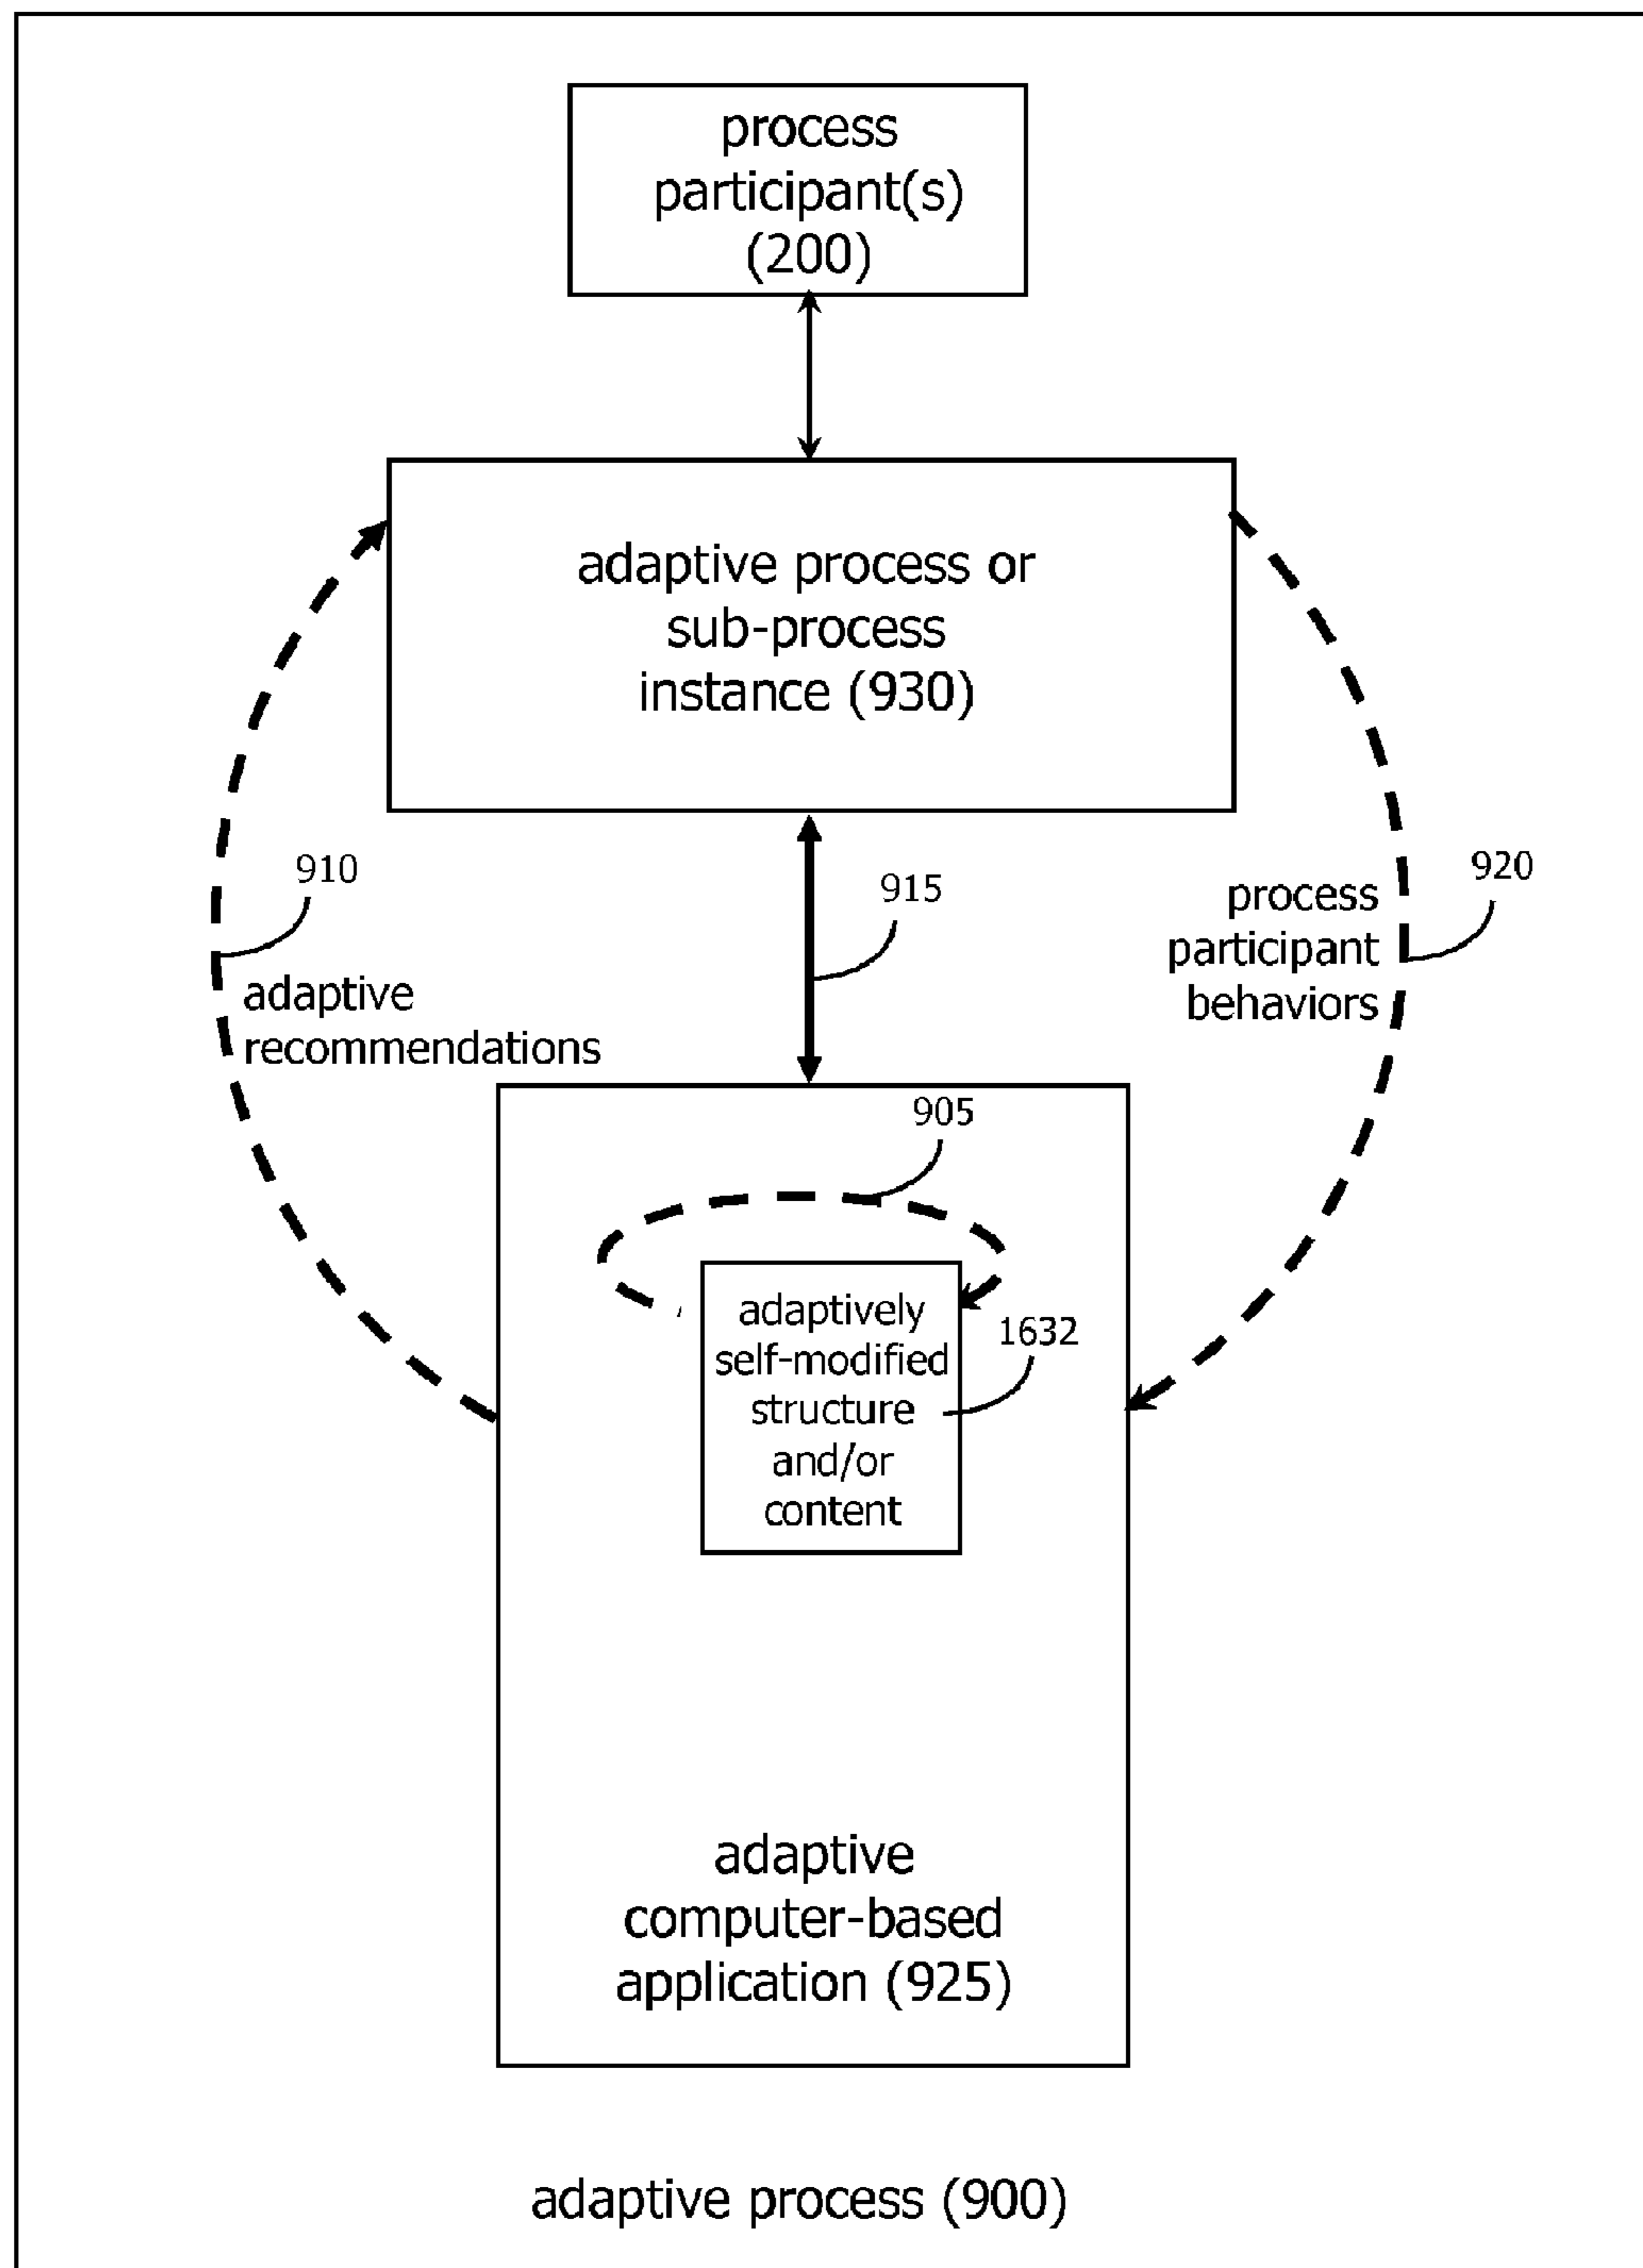 process
participant(s)
(200)
adaptive process or
sub-process
instance (930)
910
915
920
process
participant
behaviors
adaptive
recommendations
905
adaptively
self-modified
structure
and/or
content
1632
adaptive
computer-based
application (925)
adaptive process (900)